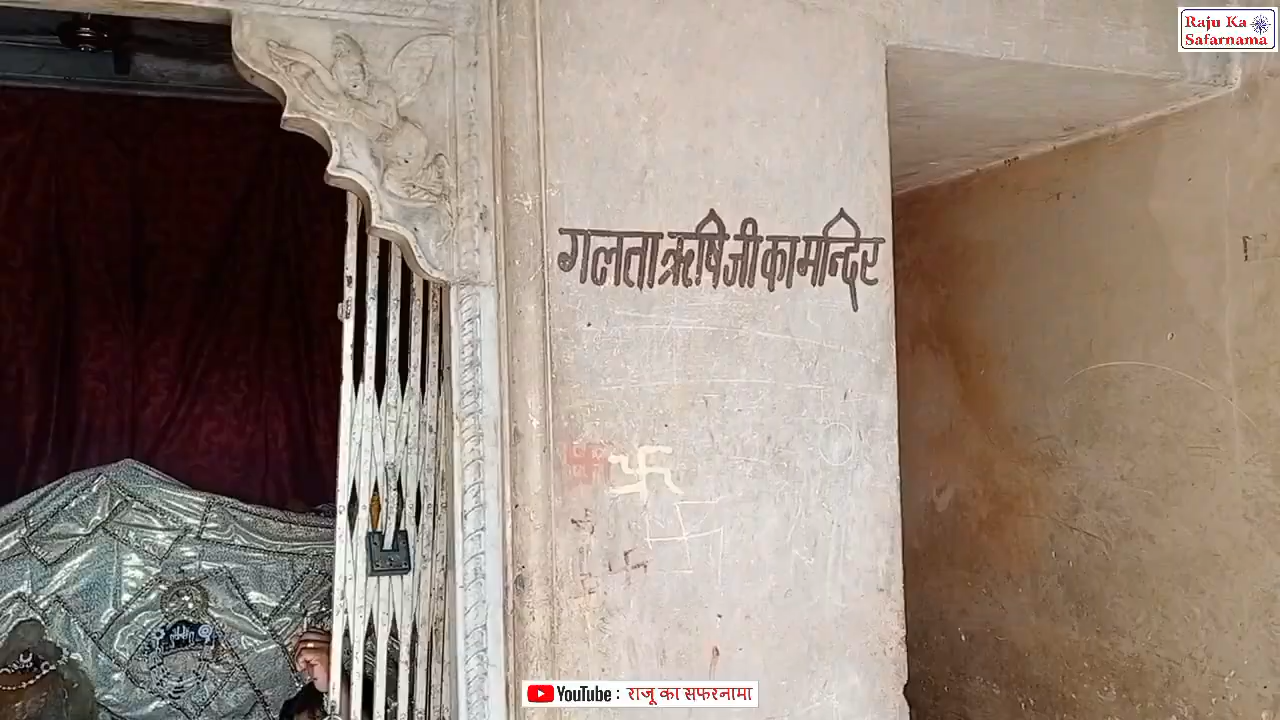 Raju Ka
Safarnama
गलता ऋषि जी का मन्दिर
YouTube : राजू का सफरनामा